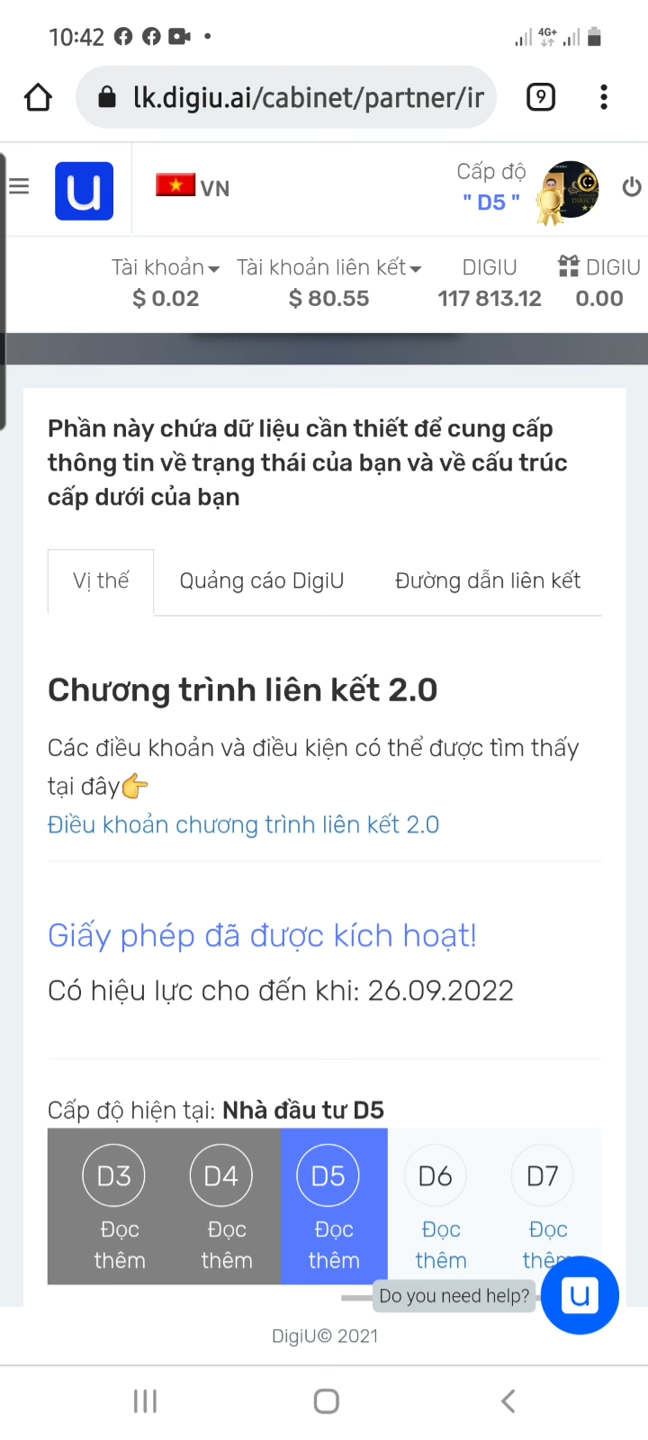 10:42
4G+
lk.digiu.ai/cabinet/partner/ir
9
VN
Cấp độ
" D5 "
Tài khoản
Tài khoản liên kết
DIGIU
DIGIU
$ 0.02
$ 80.55
117 813.12
0.00
Phần này chứa dữ liệu cần thiết để cung cấp
thông tin về trạng thái của bạn và về cấu trúc
cấp dưới của bạn
Vị thế
Quảng cáo DigiU
Đường dẫn liên kết
Chương trình liên kết 2.0
Các điều khoản và điều kiện có thể được tìm thấy
tại đây👉
Điều khoản chương trình liên kết 2.0
Giấy phép đã được kích hoạt!
Có hiệu lực cho đến khi: 26.09.2022
Cấp độ hiện tại: Nhà đầu tư D5
D3
D4
D5
D6
D7
Đọc
thêm
Đọc
thêm
Đọc
thêm
Đọc
thêm
Đọc
thêm
Do you need help?
DigiU© 2021